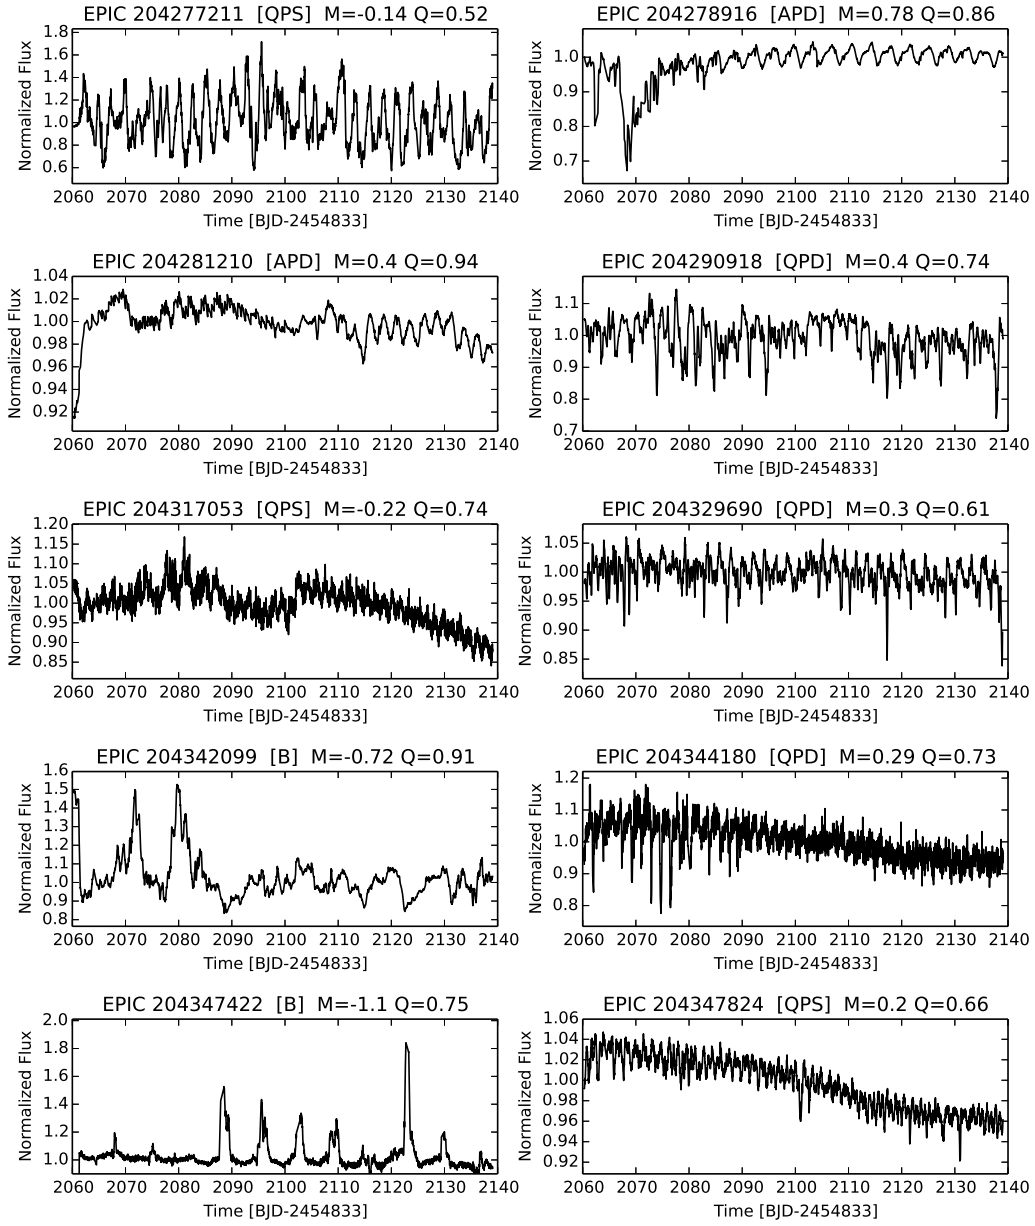 EPIC 204277211 [QPS] M=-0.14 Q=0.52
Normalized Flux
1.8
1.6
1.4
1.2
1.0
0.8
0.6
2060 2070 2080 2090 2100 2110 2120 2130 2140
Time [BJD-2454833]
EPIC 204278916 [APD] M=0.78 Q=0.86
Normalized Flux
1.0
0.9
0.8
0.7
2060 2070 2080 2090 2100 2110 2120 2130 2140
Time [BJD-2454833]
EPIC 204281210 [APD] M=0.4 Q=0.94
Normalized Flux
1.04
1.02
1.00
0.98
0.96
0.94
0.92
2060 2070 2080 2090 2100 2110 2120 2130 2140
Time [BJD-2454833]
EPIC 204290918 [QPD] M=0.4 Q=0.74
Normalized Flux
1.1
1.0
0.9
0.8
0.7
2060 2070 2080 2090 2100 2110 2120 2130 2140
Time [BJD-2454833]
EPIC 204317053 [QPS] M=-0.22 Q=0.74
Normalized Flux
1.20
1.15
1.10
1.05
1.00
0.95
0.90
0.85
2060 2070 2080 2090 2100 2110 2120 2130 2140
Time [BJD-2454833]
EPIC 204329690 [QPD] M=0.3 Q=0.61
Normalized Flux
1.05
1.00
0.95
0.90
0.85
2060 2070 2080 2090 2100 2110 2120 2130 2140
Time [BJD-2454833]
EPIC 204342099 [B] M=-0.72 Q=0.91
Normalized Flux
1.6
1.5
1.4
1.3
1.2
1.1
1.0
0.9
0.8
2060 2070 2080 2090 2100 2110 2120 2130 2140
Time [BJD-2454833]
EPIC 204344180 [QPD] M=0.29 Q=0.73
Normalized Flux
1.2
1.1
1.0
0.9
0.8
2060 2070 2080 2090 2100 2110 2120 2130 2140
Time [BJD-2454833]
EPIC 204347422 [B] M=-1.1 Q=0.75
Normalized Flux
2.0
1.8
1.6
1.4
1.2
1.0
2060 2070 2080 2090 2100 2110 2120 2130 2140
Time [BJD-2454833]
EPIC 204347824 [QPS] M=0.2 Q=0.66
Normalized Flux
1.06
1.04
1.02
1.00
0.98
0.96
0.94
0.92
2060 2070 2080 2090 2100 2110 2120 2130 2140
Time [BJD-2454833]